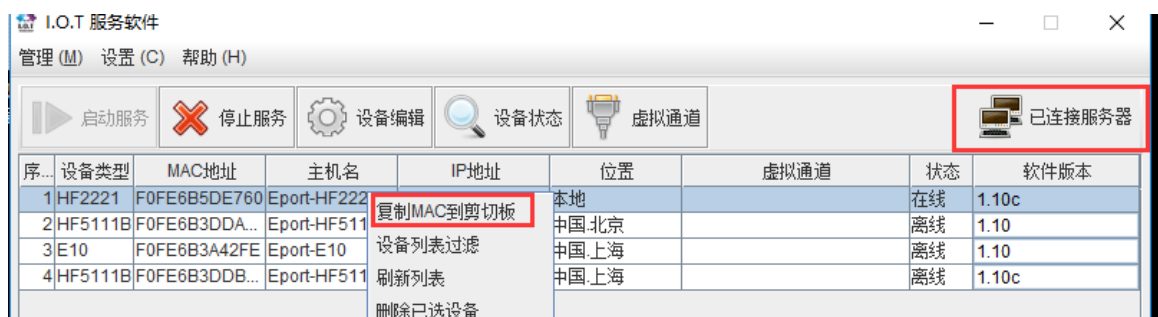 I.O.T 服务软件
管理 (M) 设置 (C) 帮助 (H)
启动服务 停止服务 设备编辑 设备状态 虚拟通道 已连接服务器
序... 设备类型 MAC地址 主机名 IP地址 位置 虚拟通道 状态 软件版本
1 HF2221 F0FE6B5DE760 Eport-HF222 本地 在线 1.10c
2 HF5111B F0FE6B3DDA... Eport-HF511 中国.北京 离线 1.10
3 E10 F0FE6B3A42FE Eport-E10 中国.上海 离线 1.10
4 HF5111B F0FE6B3DDB... Eport-HF511 中国.上海 离线 1.10c
复制MAC到剪切板
设备列表过滤
刷新列表
删除已选设备